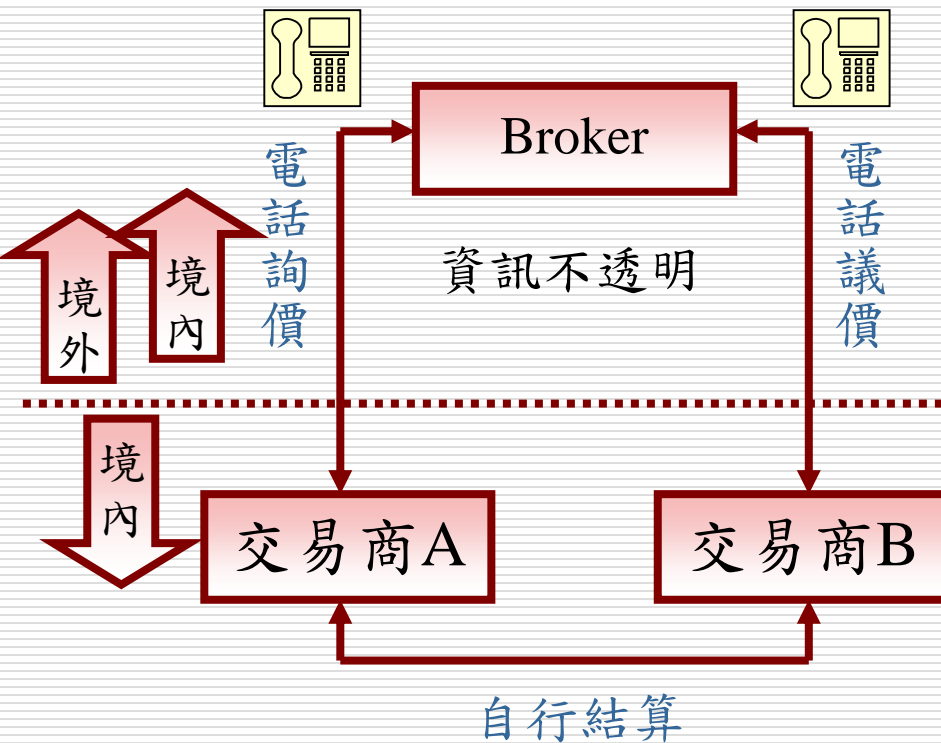 Broker
電話詢價
電話議價
資訊不透明
境外
境內
境內
交易商A
交易商B
自行結算